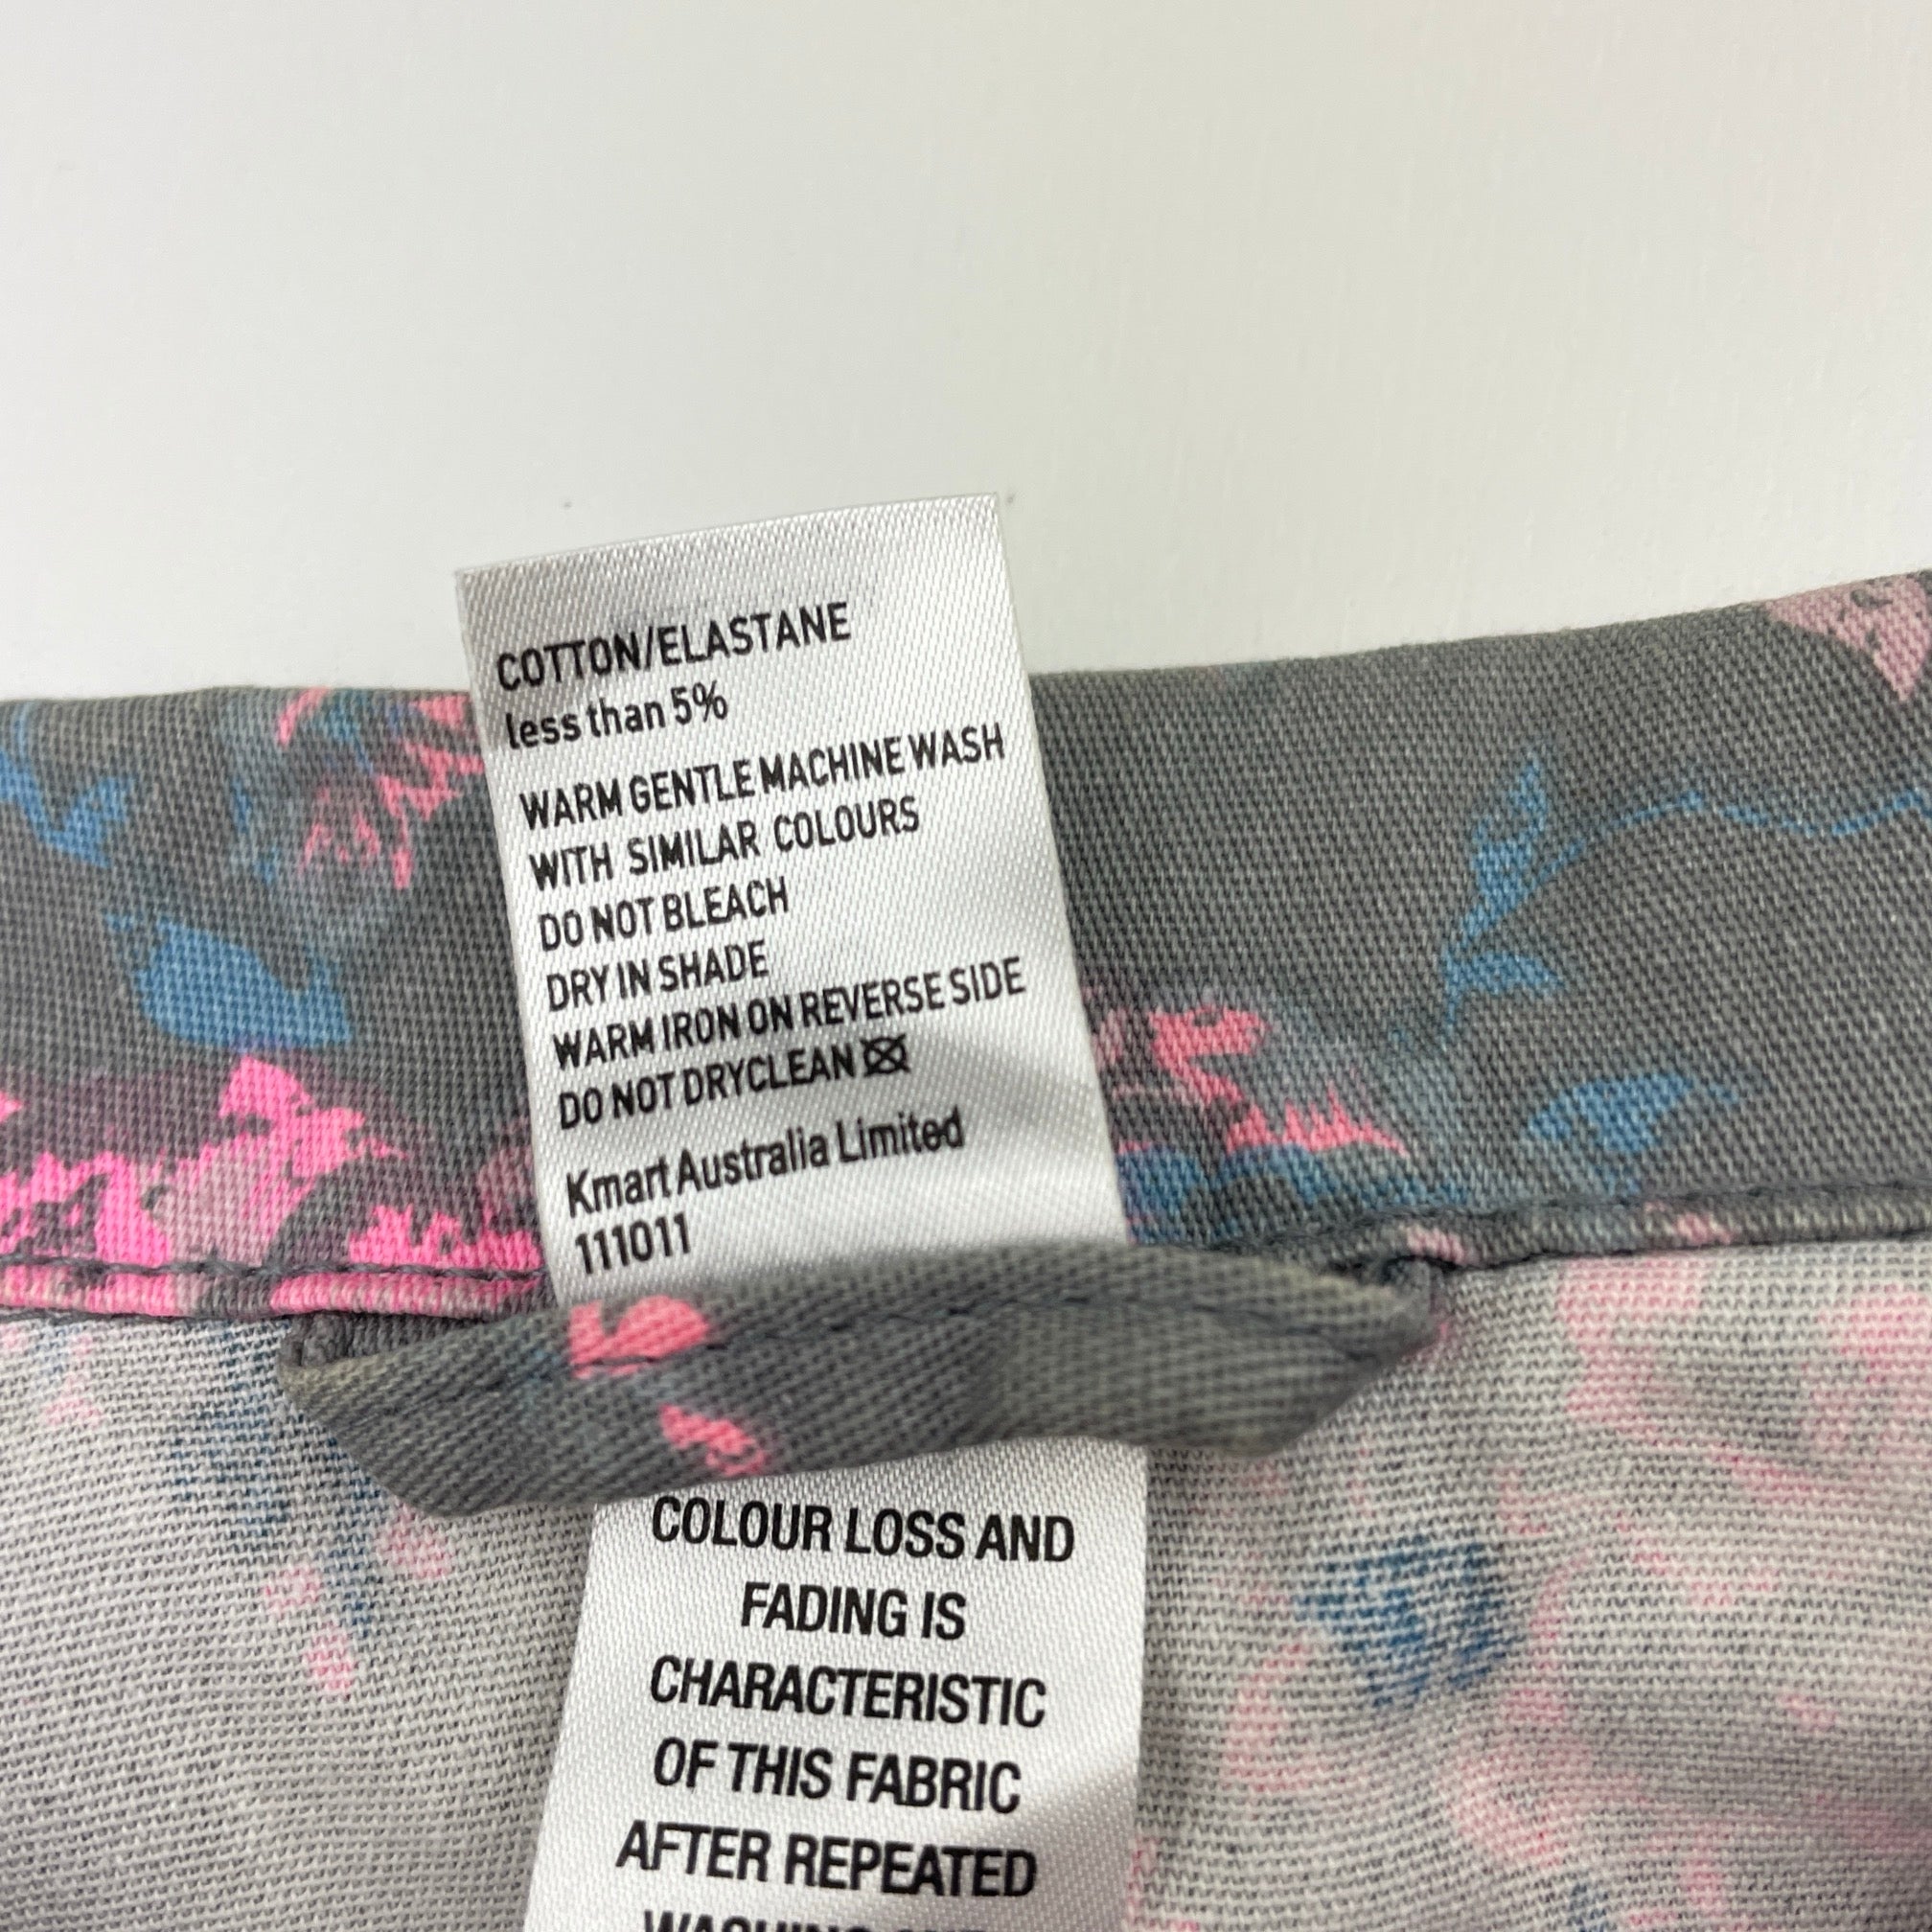 COTTON/ELASTANE
less than 5%
WARM GENTLE MACHINE WASH
WITH SIMILAR COLOURS
DO NOT BLEACH
DRY IN SHADE
WARM IRON ON REVERSE SIDE
DO NOT DRYCLEAN
Kmart Australia Limited
111011
COLOUR LOSS AND
FADING IS
CHARACTERISTIC
OF THIS FABRIC
AFTER REPEATED